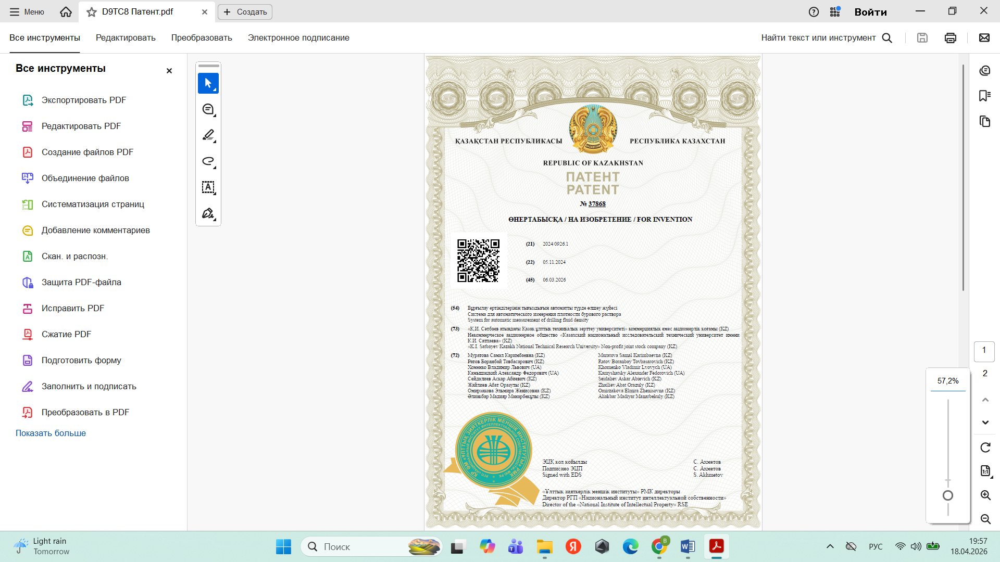 Меню
D9TC8 Патент.pdf
Создать
Войти
Все инструменты
Редактировать
Преобразовать
Электронное подписание
Найти текст или инструмент
Все инструменты
Экспортировать PDF
Редактировать PDF
Создание файлов PDF
Объединение файлов
Систематизация страниц
Добавление комментариев
Скан. и распозн.
Защита PDF-файла
Исправить PDF
Сжатие PDF
Подготовить форму
Заполнить и подписать
Преобразовать в PDF
Показать больше
ҚАЗАҚСТАН РЕСПУБЛИКАСЫ
РЕСПУБЛИКА КАЗАХСТАН
REPUBLIC OF KAZAKHSTAN
ПАТЕНТ
PATENT
№ 37868
ӨНЕРТАБЫСҚА / НА ИЗОБРЕТЕНИЕ / FOR INVENTION
(21) 2024/0926.1
(22) 05.11.2024
(45) 06.03.2026
(54) Бұрғылау ертінділерінің тығыздығын автоматты түрде өлшеу жүйесі
Система для автоматического измерения плотности бурового раствора
System for automatic measurement of drilling fluid density
(73) «Қ.И. Сәтбаев атындағы Қазақ ұлттық техникалық зерттеу университеті» коммерциялық емес акционерлік қоғамы (KZ)
Некоммерческое акционерное общество «Казахский национальный исследовательский технический университет имени
К.И. Сатпаева» (KZ)
«K.I. Satbayev Kazakh National Technical Research University» Non-profit joint stock company (KZ)
(72) Муратова Самал Каримбаевна (KZ) Muratova Samal Karimbaevna (KZ)
Ратов Боранбай Товбасарович (KZ) Ratov Boranbay Tovbasarovich (KZ)
Хоменко Владимир Львович (UA) Khomenko Vladimir Lvovych (UA)
Камышацкий Александр Федорович (UA) Kamyshatsky Alexander Fedorovich (UA)
Сейдалиев Аскар Абиевич (KZ) Seidaliev Askar Abievich (KZ)
Жайлиев Абат Оразулы (KZ) Zhailiev Abat Orazuly (KZ)
Омирзакова Эльмира Женисовна (KZ) Omirzakova Elmira Zhenisovna (KZ)
Әлиакбар Мадияр Манарбекұлы (KZ) Aliakbar Madiyar Manarbekuly (KZ)
ЭЦҚ қол қойылды С. Ахметов
Подписано ЭЦП С. Ахметов
Signed with EDS S. Akhmetov
«Ұлттық зияткерлік меншік институты» РМК директоры
Директор РГП «Национальный институт интеллектуальной собственности»
Director of the «National Institute of Intellectual Property» RSE
1
2
57,2%
Light rain
Tomorrow
Поиск
РУС
19:57
18.04.2026